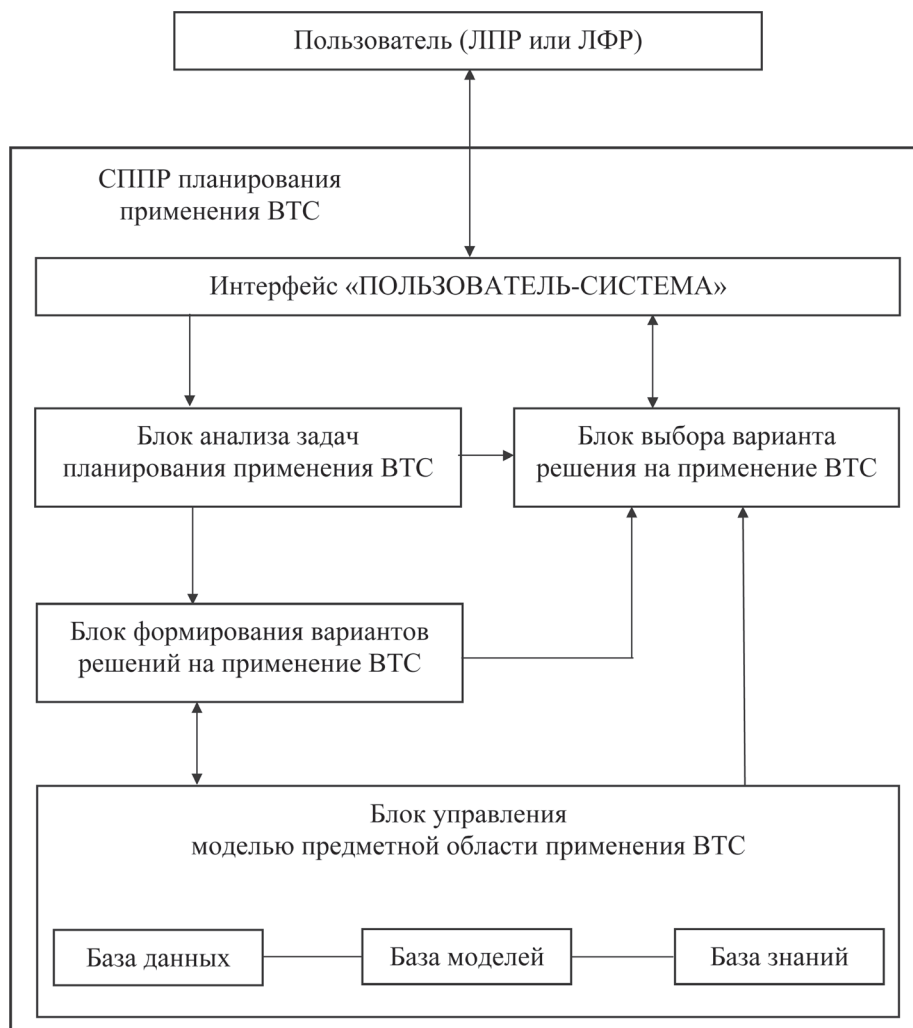 Пользователь (ЛПР или ЛФР)
СППР планирования
применения ВТС
Интерфейс «ПОЛЬЗОВАТЕЛЬ-СИСТЕМА»
Блок анализа задач
планирования применения ВТС
Блок выбора варианта
решения на применение ВТС
Блок формирования вариантов
решений на применение ВТС
Блок управления
моделью предметной области применения ВТС
База данных
База моделей
База знаний